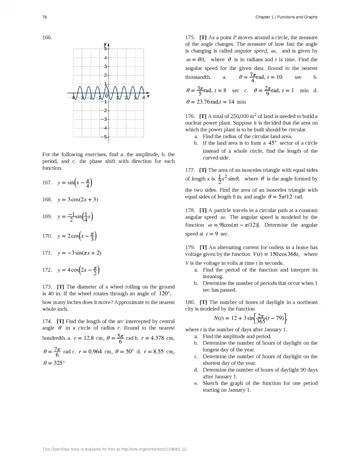 76
Chapter 1 | Functions and Graphs
166.
For the following exercises, find a. the amplitude, b. the
period, and c. the phase shift with direction for each
function.
167. y = sin(x − π/4)
168. y = 3cos(2x + 3)
169. y = −1/2 sin(1/4 x)
170. y = 2cos(x − π/3)
171. y = −3sin(πx + 2)
172. y = 4cos(2x − π/2)
173. [T] The diameter of a wheel rolling on the ground
is 40 in. If the wheel rotates through an angle of 120°,
how many inches does it move? Approximate to the nearest
whole inch.
174. [T] Find the length of the arc intercepted by central
angle θ in a circle of radius r. Round to the nearest
hundredth. a. r = 12.8 cm, θ = 5π/6 rad b. r = 4.378 cm,
θ = 7π/6 rad c. r = 0.964 cm, θ = 50° d. r = 8.55 cm,
θ = 325°
175. [T] As a point P moves around a circle, the measure
of the angle changes. The measure of how fast the angle
is changing is called angular speed, ω, and is given by
ω = θ/t, where θ is in radians and t is time. Find the
angular speed for the given data. Round to the nearest
thousandth. a. θ = 7π/4 rad, t = 10 sec b.
θ = 3π/5 rad, t = 8 sec c. θ = 2π/9 rad, t = 1 min d.
θ = 23.76 rad, t = 14 min
176. [T] A total of 250,000 m² of land is needed to build a
nuclear power plant. Suppose it is decided that the area on
which the power plant is to be built should be circular.
a. Find the radius of the circular land area.
b. If the land area is to form a 45° sector of a circle
instead of a whole circle, find the length of the
curved side.
177. [T] The area of an isosceles triangle with equal sides
of length x is 1/2 x² sinθ, where θ is the angle formed by
the two sides. Find the area of an isosceles triangle with
equal sides of length 8 in. and angle θ = 5π/12 rad.
178. [T] A particle travels in a circular path at a constant
angular speed ω. The angular speed is modeled by the
function ω = 9|cos(πt − π/12)|. Determine the angular
speed at t = 9 sec.
179. [T] An alternating current for outlets in a home has
voltage given by the function V(t) = 150cos368t, where
V is the voltage in volts at time t in seconds.
a. Find the period of the function and interpret its
meaning.
b. Determine the number of periods that occur when 1
sec has passed.
180. [T] The number of hours of daylight in a northeast
city is modeled by the function
N(t) = 12 + 3sin[2π/365(t − 79)],
where t is the number of days after January 1.
a. Find the amplitude and period.
b. Determine the number of hours of daylight on the
longest day of the year.
c. Determine the number of hours of daylight on the
shortest day of the year.
d. Determine the number of hours of daylight 90 days
after January 1.
e. Sketch the graph of the function for one period
starting on January 1.
This OpenStax book is available for free at http://cnx.org/content/col11964/1.12